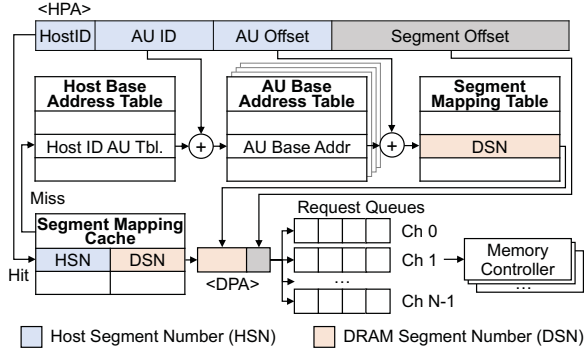 <HPA>
HostID AU ID AU Offset Segment Offset
Host Base
Address Table
AU Base
Address Table
Segment
Mapping Table
Host ID AU Tbl.
+
AU Base Addr
+
DSN
Miss
Segment
Mapping
Cache
Hit
HSN DSN
<DPA>
Request Queues
Ch 0
Ch 1
...
Ch N-1
Memory
Controller
...
Host Segment Number (HSN)
DRAM Segment Number (DSN)